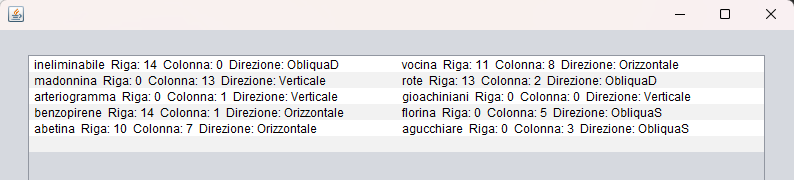 ineliminabile Riga: 14 Colonna: 0 Direzione: ObliquaD vocina Riga: 11 Colonna: 8 Direzione: Orizzontale
madonnina Riga: 0 Colonna: 13 Direzione: Verticale rote Riga: 13 Colonna: 2 Direzione: ObliquaD
arteriogramma Riga: 0 Colonna: 1 Direzione: Verticale gioachiniani Riga: 0 Colonna: 0 Direzione: Verticale
benzopirene Riga: 14 Colonna: 1 Direzione: Orizzontale florina Riga: 0 Colonna: 5 Direzione: ObliquaS
abetina Riga: 10 Colonna: 7 Direzione: Orizzontale agucchiare Riga: 0 Colonna: 3 Direzione: ObliquaS